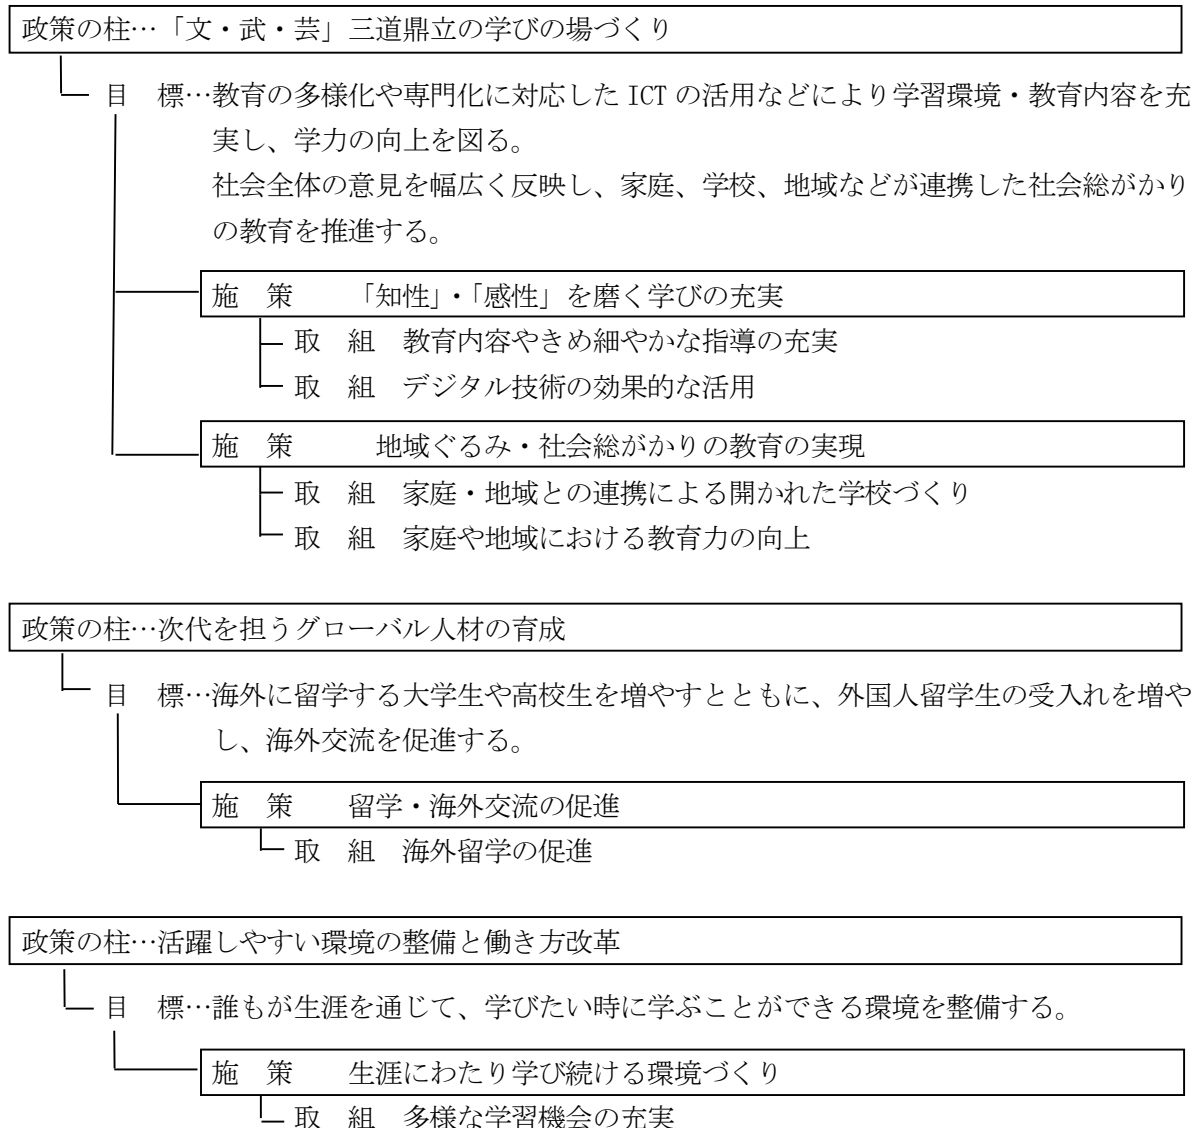 政策の柱…「文・武・芸」三道鼎立の学びの場づくり
目　標…教育の多様化や専門化に対応した ICT の活用などにより学習環境・教育内容を充
実し、学力の向上を図る。
社会全体の意見を幅広く反映し、家庭、学校、地域などが連携した社会総がかり
の教育を推進する。
施　策　　「知性」・「感性」を磨く学びの充実
取　組　教育内容やきめ細やかな指導の充実
取　組　デジタル技術の効果的な活用
施　策　　地域ぐるみ・社会総がかりの教育の実現
取　組　家庭・地域との連携による開かれた学校づくり
取　組　家庭や地域における教育力の向上
政策の柱…次代を担うグローバル人材の育成
目　標…海外に留学する大学生や高校生を増やすとともに、外国人留学生の受入れを増や
し、海外交流を促進する。
施　策　　留学・海外交流の促進
取　組　海外留学の促進
政策の柱…活躍しやすい環境の整備と働き方改革
目　標…誰もが生涯を通じて、学びたい時に学ぶことができる環境を整備する。
施　策　　生涯にわたり学び続ける環境づくり
取　組　多様な学習機会の充実